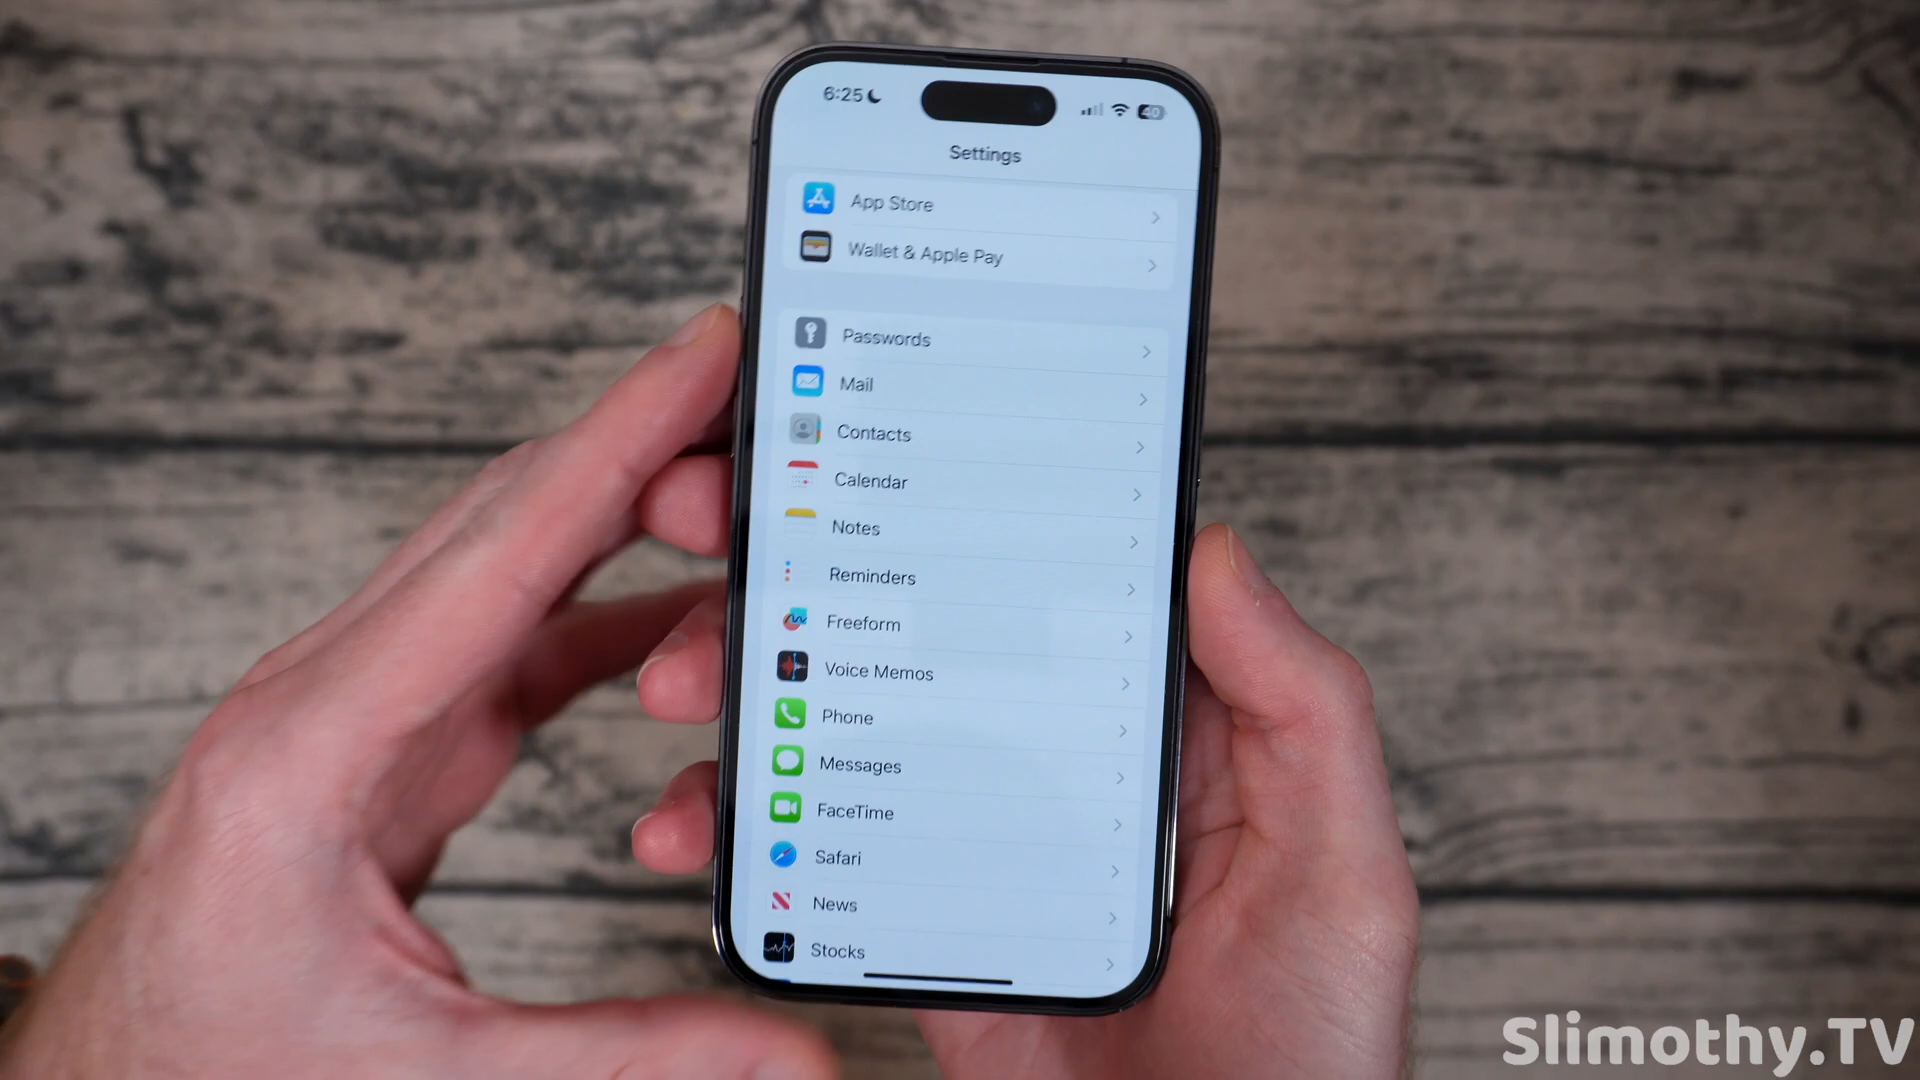 6:25
40
Settings
App Store
Wallet & Apple Pay
Passwords
Mail
Contacts
Calendar
Notes
Reminders
Freeform
Voice Memos
Phone
Messages
FaceTime
Safari
News
Stocks
Slimothy.TV